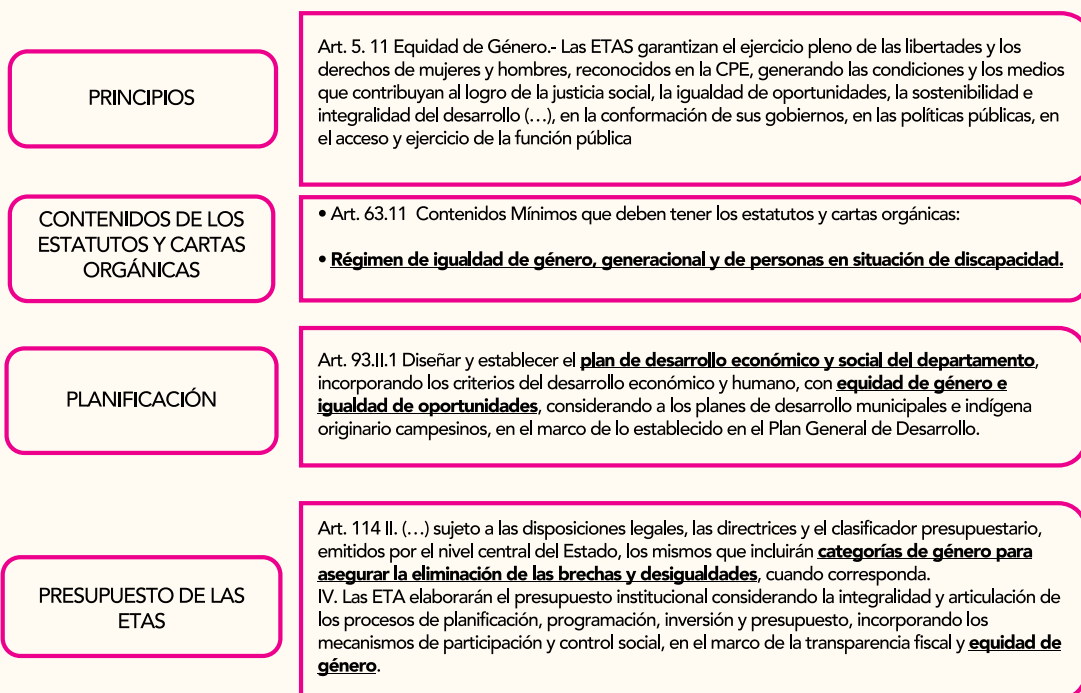 PRINCIPIOS
Art. 5. 11 Equidad de Género.- Las ETAS garantizan el ejercicio pleno de las libertades y los
derechos de mujeres y hombres, reconocidos en la CPE, generando las condiciones y los medios
que contribuyan al logro de la justicia social, la igualdad de oportunidades, la sostenibilidad e
integralidad del desarrollo (…), en la conformación de sus gobiernos, en las políticas públicas, en
el acceso y ejercicio de la función pública
CONTENIDOS DE LOS
ESTATUTOS Y CARTAS
ORGÁNICAS
• Art. 63.11 Contenidos Mínimos que deben tener los estatutos y cartas orgánicas:
• Régimen de igualdad de género, generacional y de personas en situación de discapacidad.
PLANIFICACIÓN
Art. 93.II.1 Diseñar y establecer el plan de desarrollo económico y social del departamento,
incorporando los criterios del desarrollo económico y humano, con equidad de género e
igualdad de oportunidades, considerando a los planes de desarrollo municipales e indígena
originario campesinos, en el marco de lo establecido en el Plan General de Desarrollo.
PRESUPUESTO DE LAS
ETAS
Art. 114 II. (…) sujeto a las disposiciones legales, las directrices y el clasificador presupuestario,
emitidos por el nivel central del Estado, los mismos que incluirán categorías de género para
asegurar la eliminación de las brechas y desigualdades, cuando corresponda.
IV. Las ETA elaborarán el presupuesto institucional considerando la integralidad y articulación de
los procesos de planificación, programación, inversión y presupuesto, incorporando los
mecanismos de participación y control social, en el marco de la transparencia fiscal y equidad de
género.